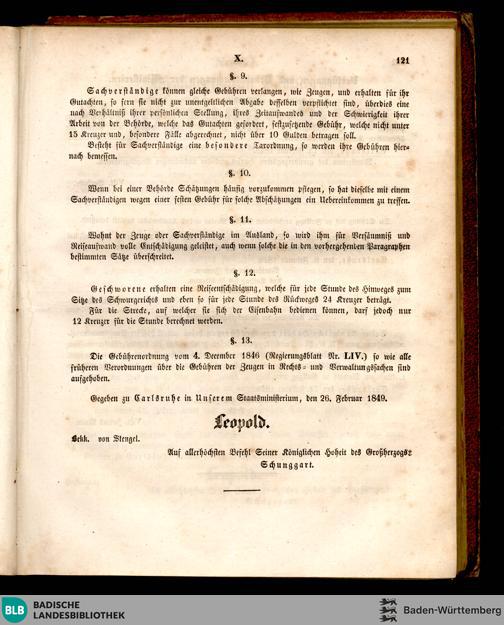 X.
121
§. 9.
Sachverständige können gleiche Gebühren verlangen, wie Zeugen, und erhalten für ihr
Gutachten, so fern sie nicht zur unentgeltlichen Abgabe desselben verpflichtet sind, überdies eine
nach Verhältniß ihrer persönlichen Stellung, ihres Zeitaufwandes und der Schwierigkeit ihrer
Arbeit von der Behörde, welche das Gutachten gefordert, festzusetzende Gebühr, welche nicht unter
15 Kreuzer und, besondere Fälle abgerechnet, nicht über 10 Gulden betragen soll.
Besteht für Sachverständige eine besondere Taxordnung, so werden ihre Gebühren hier-
nach bemessen.
§. 10.
Wenn bei einer Behörde Schätzungen häufig vorzukommen pflegen, so hat dieselbe mit einem
Sachverständigen wegen einer festen Gebühr für solche Abschätzungen ein Uebereinkommen zu treffen.
§. 11.
Wohnt der Zeuge oder Sachverständige im Ausland, so wird ihm für Versäumniß und
Reiseaufwand volle Entschädigung geleistet, auch wenn solche die in den vorhergehenden Paragraphen
bestimmten Sätze überschreitet.
§. 12.
Geschworene erhalten eine Reiseentschädigung, welche für jede Stunde des Hinweges zum
Sitze des Schwurgerichts und eben so für jede Stunde des Rückweges 24 Kreuzer beträgt.
Für die Strecke, auf welcher sie sich der Eisenbahn bedienen können, darf jedoch nur
12 Kreuzer für die Stunde berechnet werden.
§. 13.
Die Gebührenordnung vom 4. December 1846 (Regierungsblatt Nr. LIV.) so wie alle
früheren Verordnungen über die Gebühren der Zeugen in Rechts- und Verwaltungssachen sind
aufgehoben.
Gegeben zu Carlsruhe in Unserem Staatsministerium, den 26. Februar 1849.
Leopold.
Bekk. von Stengel.
Auf allerhöchsten Befehl Seiner Königlichen Hoheit des Großherzogs:
Schunggart.
BLB BADISCHE
LANDESBIBLIOTHEK
Baden-Württemberg